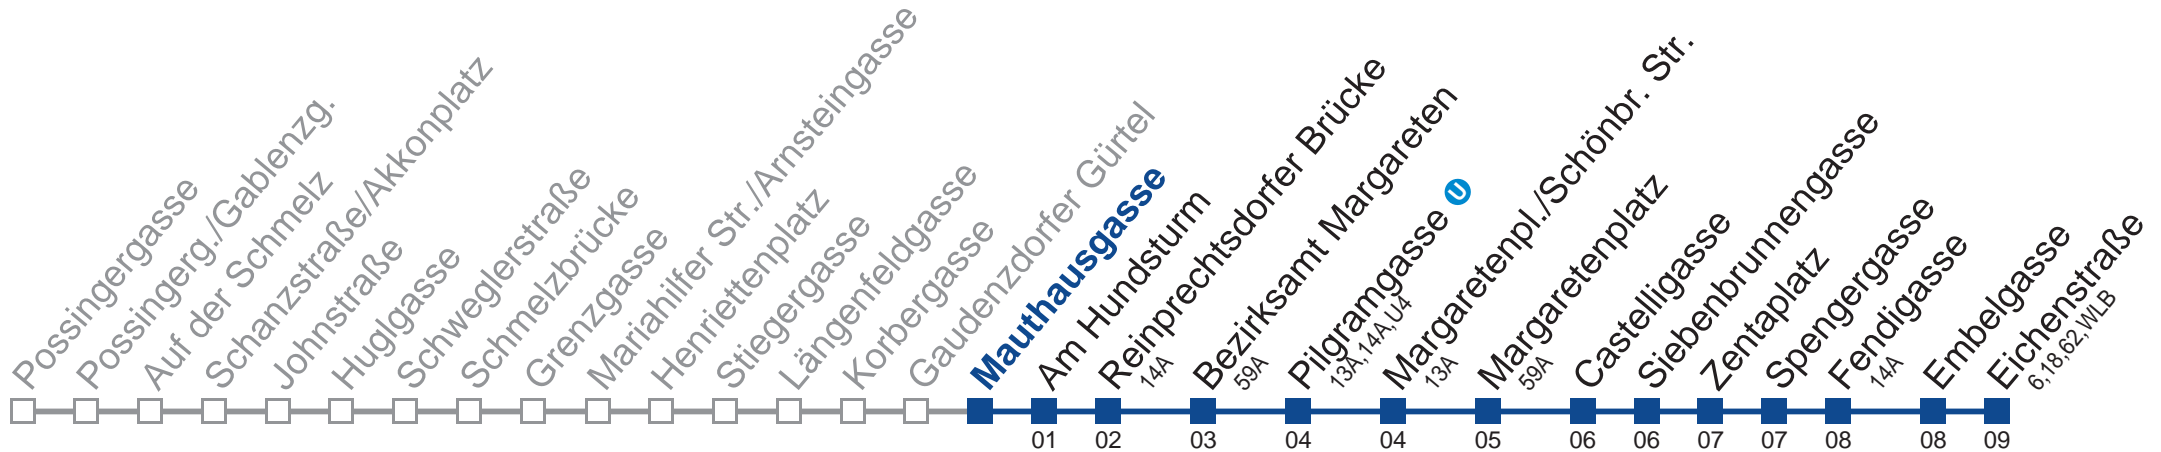 Possingergasse
Possingerg./Gablenzg.
Auf der Schmelz
Schanzstraße/Akkonplatz
Johnstraße
Huglgasse
Schweglerstraße
Schmelzbrücke
Grenzgasse
Mariahilfer Str./Arnsteingasse
Henriettenplatz
Stiegergasse
Längenfeldgasse
Korbergasse
Gaudenzdorfer Gürtel
Mauthausgasse
Am Hundsturm
01
Reinprechtsdorfer Brücke
14A
02
Bezirksamt Margareten
59A
03
Pilgramgasse U
13A, 14A, U4
04
Margaretenpl./Schönbr. Str.
13A
04
Margaretenplatz
59A
05
Castelligasse
06
Siebenbrunnengasse
06
Zentaplatz
07
Spengergasse
07
Fendigasse
14A
08
Embelgasse
08
Eichenstraße
6, 18, 62, WLB
09